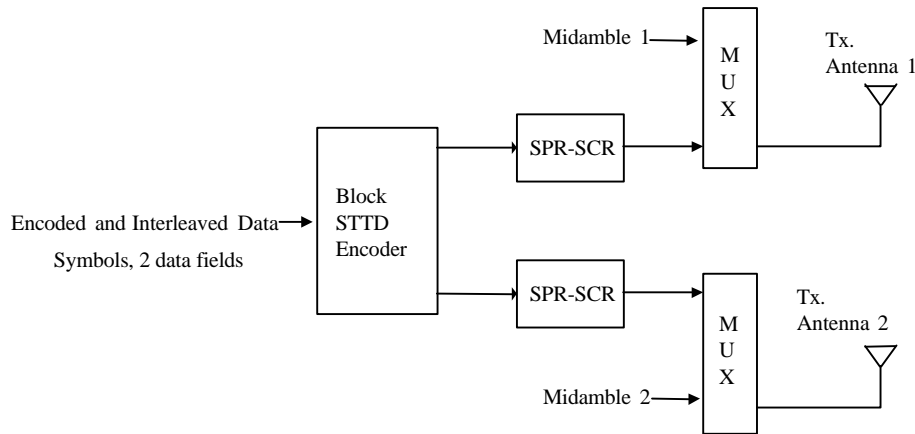 Midamble 1
M
U
X
Tx.
Antenna 1
SPR-SCR
Block
STTD
Encoder
Encoded and Interleaved Data
Symbols, 2 data fields
SPR-SCR
Tx.
Antenna 2
M
U
X
Midamble 2